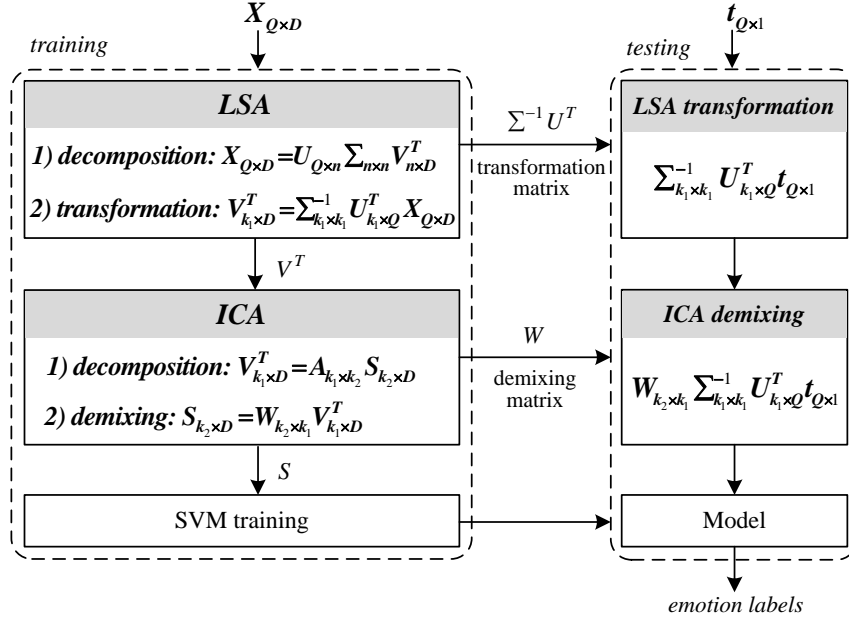 X_{Q×D}
training
LSA
1) decomposition: X_{Q×D}=U_{Q×n} Σ_{n×n} V^T_{n×D}
2) transformation: V^T_{k₁×D}=Σ^{-1}_{k₁×k₁} U^T_{k₁×Q} X_{Q×D}
V^T
ICA
1) decomposition: V^T_{k₁×D}=A_{k₁×k₂} S_{k₂×D}
2) demixing: S_{k₂×D}=W_{k₂×k₁} V^T_{k₁×D}
S
SVM training
Σ^{-1} U^T
transformation
matrix
W
demixing
matrix
t_{Q×1}
testing
LSA transformation
Σ^{-1}_{k₁×k₁} U^T_{k₁×Q} t_{Q×1}
ICA demixing
W_{k₂×k₁} Σ^{-1}_{k₁×k₁} U^T_{k₁×Q} t_{Q×1}
Model
emotion labels